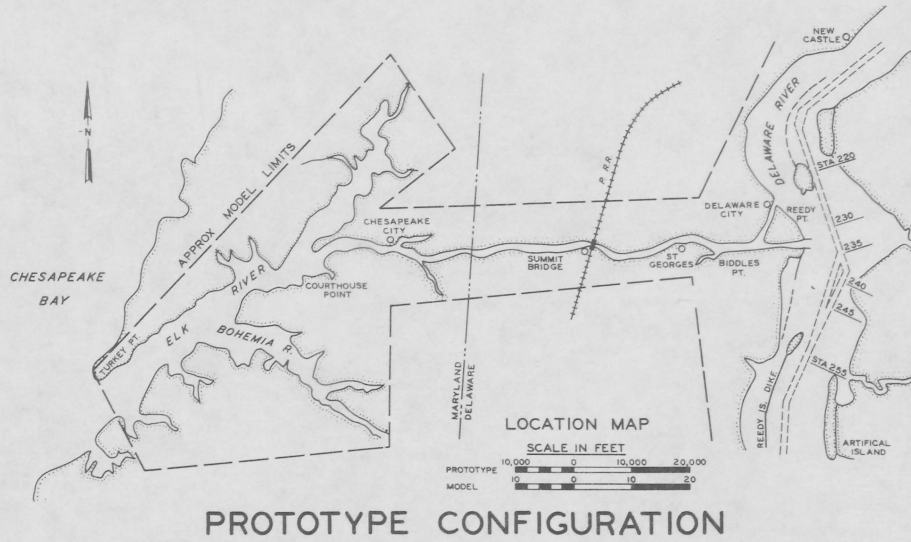 NEW
CASTLE
DELAWARE RIVER
STA 220
-N
APPROX MODEL LIMITS
P. R.R.
DELAWARE
CITY
REEDY
PT.
230
235
CHESAPEAKE
CITY
SUMMIT
BRIDGE
ST
GEORGES
BIDDLES
PT.
CHESAPEAKE
BAY
COURTHOUSE
POINT
240
245
ELK RIVER
BOHEMIA R.
TURKEY PT.
STA 255
MARYLAND
DELAWARE
REEDY IS. DIKE
ARTIFICAL
ISLAND
LOCATION MAP
SCALE IN FEET
PROTOTYPE 10,000 0 10,000 20,000
MODEL 10 0 10 20
PROTOTYPE CONFIGURATION